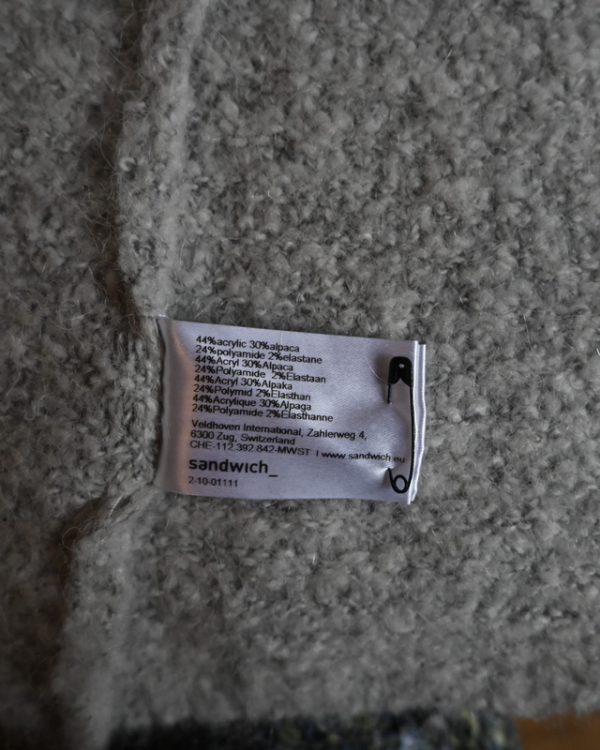 44%acrylic 30%alpaca
24%polyamide 2%elastane
44%Acryl 30%Alpaca
24%Polyamide 2%Elastaan
44%Acryl 30%Alpaka
24%Polymid 2%Elasthan
44%Acrylique 30%Alpaga
24%Polyamide 2%Elasthanne
Veldhoven International, Zahlerweg 4,
6300 Zug, Switzerland
CHE-112.392.842-MWST I www.sandwich.eu
sandwich_
2-10-01111